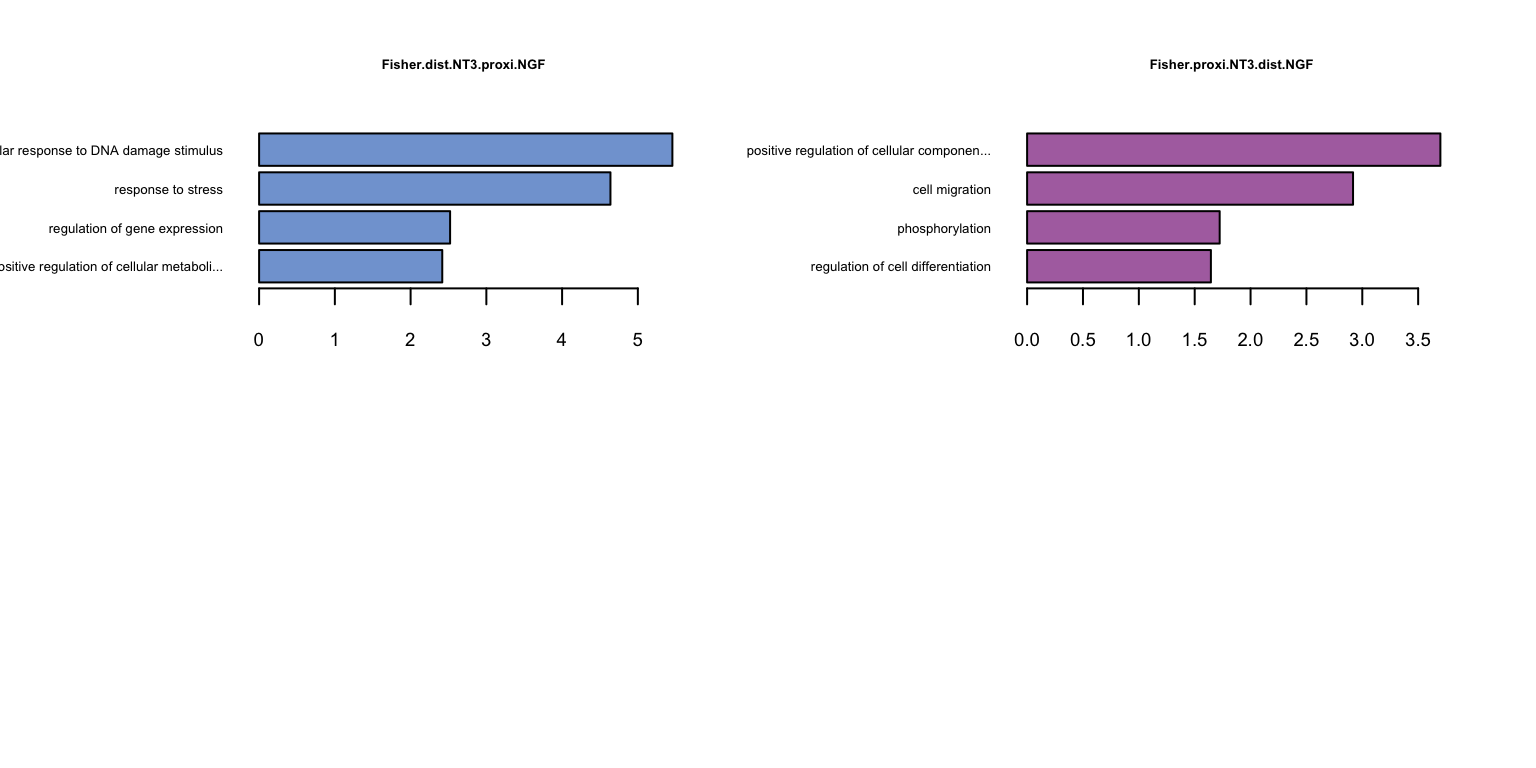 Fisher.dist.NT3.proxi.NGF
lar response to DNA damage stimulus
response to stress
regulation of gene expression
ositive regulation of cellular metaboli...
0 1 2 3 4 5
Fisher.proxi.NT3.dist.NGF
positive regulation of cellular componen...
cell migration
phosphorylation
regulation of cell differentiation
0.0 0.5 1.0 1.5 2.0 2.5 3.0 3.5